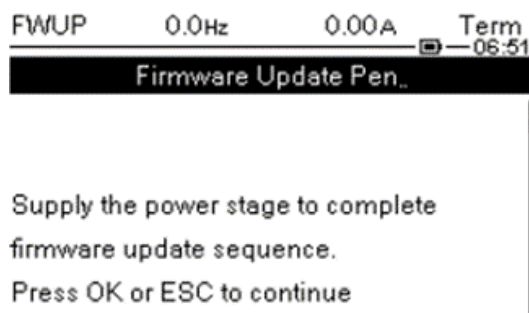 FWUP 0.0Hz 0.00A Term
06:51
Firmware Update Pen..
Supply the power stage to complete
firmware update sequence.
Press OK or ESC to continue